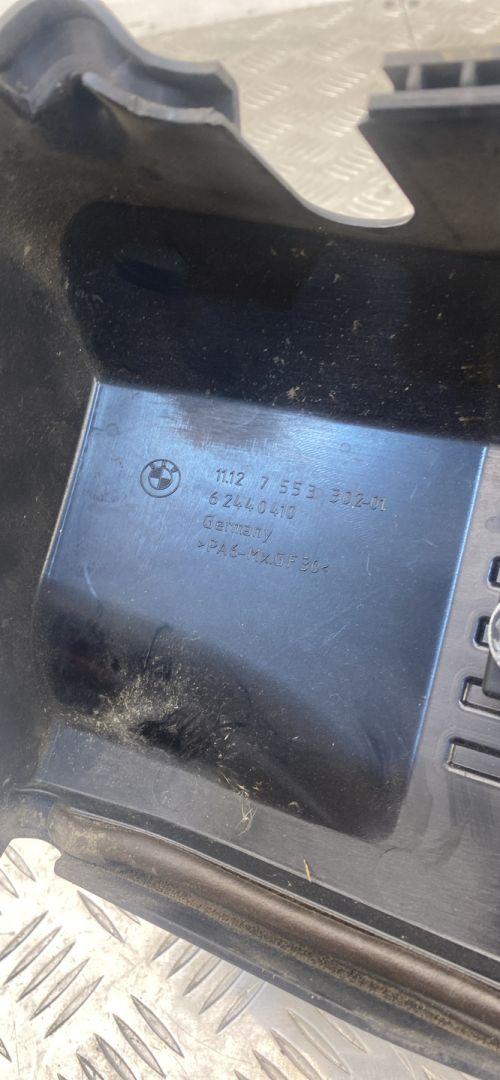 11.12 7 553 302-01
62440410
Germany
>PA6-Mx.GF30<